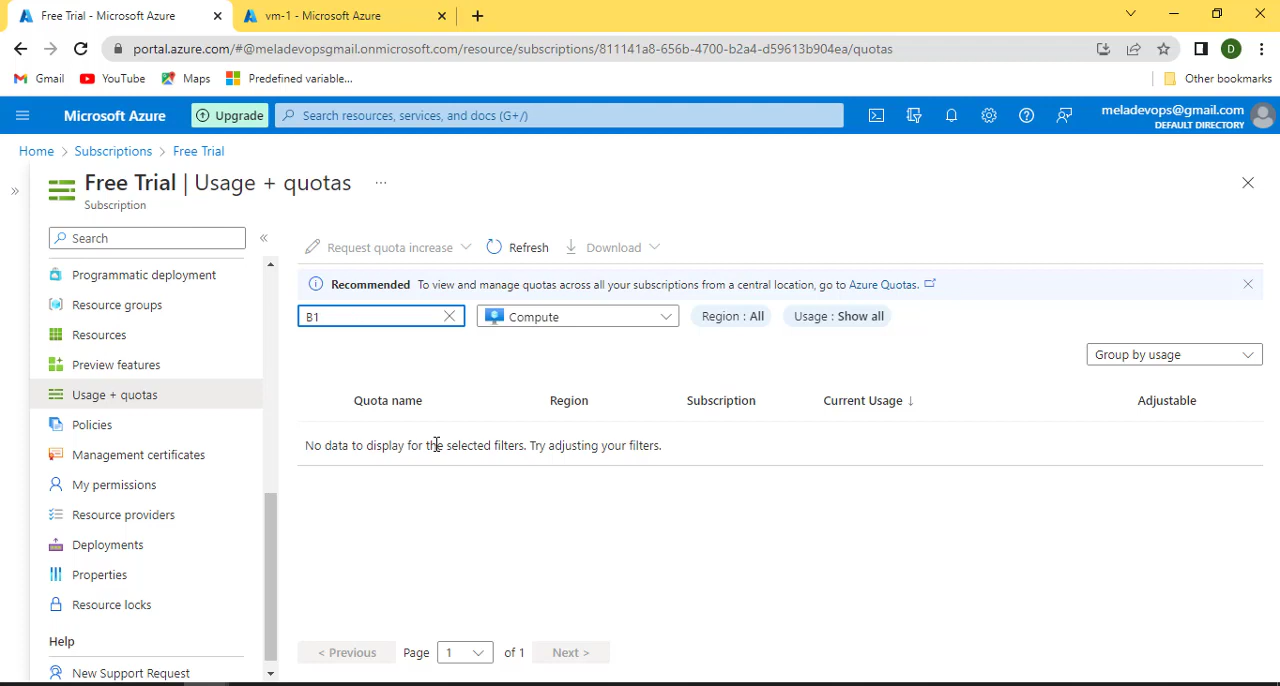 Free Trial - Microsoft Azure
vm-1 - Microsoft Azure
portal.azure.com/#@meladevopsgmail.onmicrosoft.com/resource/subscriptions/811141a8-656b-4700-b2a4-d59613b904ea/quotas
D
Gmail
YouTube
Maps
Predefined variable...
Other bookmarks
Microsoft Azure
Upgrade
Search resources, services, and docs (G+/)
meladevops@gmail.com
DEFAULT DIRECTORY
Home > Subscriptions > Free Trial
Free Trial | Usage + quotas ...
Subscription
Search
Programmatic deployment
Resource groups
Resources
Preview features
Usage + quotas
Policies
Management certificates
My permissions
Resource providers
Deployments
Properties
Resource locks
Help
New Support Request
Request quota increase
Refresh
Download
Recommended To view and manage quotas across all your subscriptions from a central location, go to Azure Quotas.
B1
Compute
Region : All
Usage : Show all
Group by usage
Quota name
Region
Subscription
Current Usage ↓
Adjustable
No data to display for the selected filters. Try adjusting your filters.
< Previous
Page
1
of 1
Next >